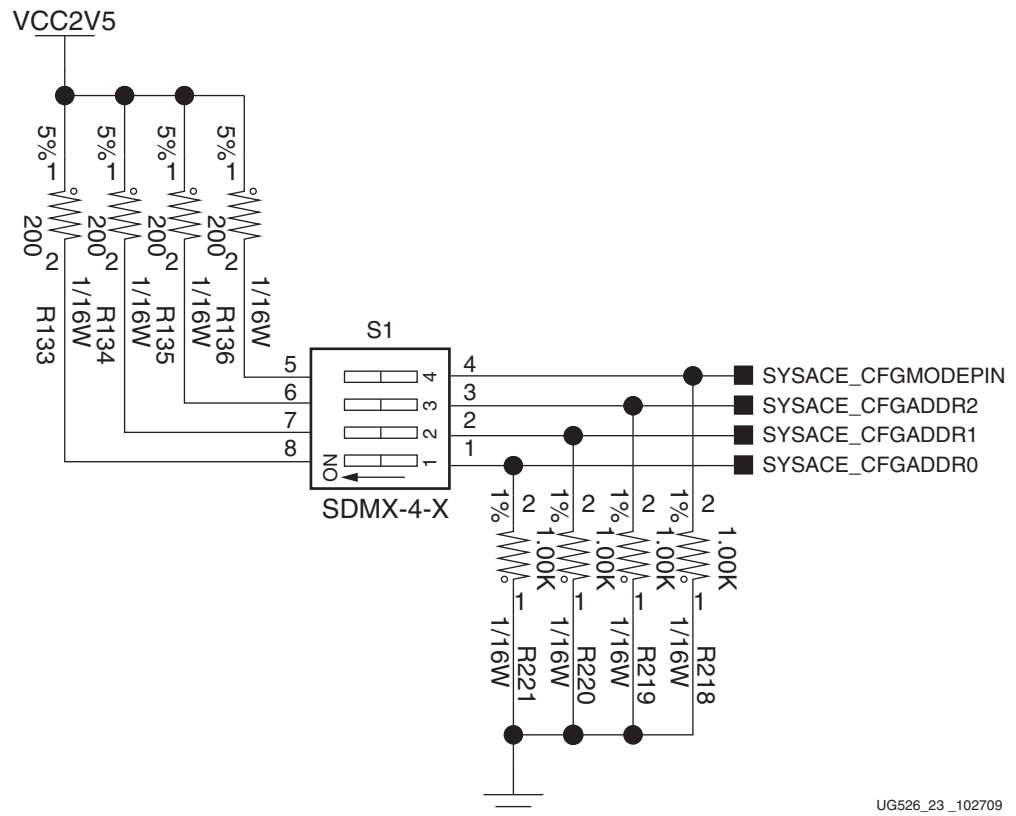 VCC2V5
5% 1
5% 1
5% 1
5% 1
200 2
200 2
200 2
200 2
R133 1/16W
R134 1/16W
R135 1/16W
R136 1/16W
S1
5
6
7
8
4
3
2
1
ON
4
3
2
1
SDMX-4-X
SYSACE_CFGMODEPIN
SYSACE_CFGADDR2
SYSACE_CFGADDR1
SYSACE_CFGADDR0
1% 2
1% 2
1% 2
1% 2
1.00K
1.00K
1.00K
1.00K
1
1
1
1
1/16W R221
1/16W R220
1/16W R219
1/16W R218
UG526_23 _102709